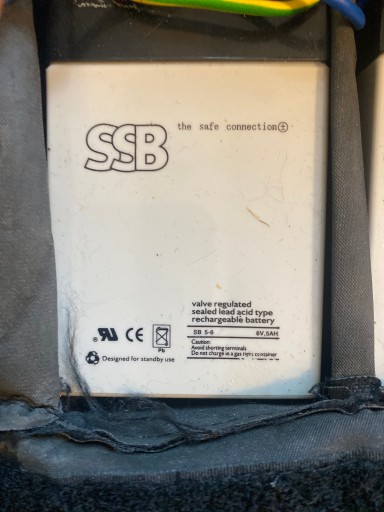 SSB
the safe connection
valve regulated
sealed lead acid type
rechargeable battery
SB 5-6 6V,5AH
Caution:
Avoid shorting terminals
Do not charge in a gas tight container
CE
Pb
Designed for standby use